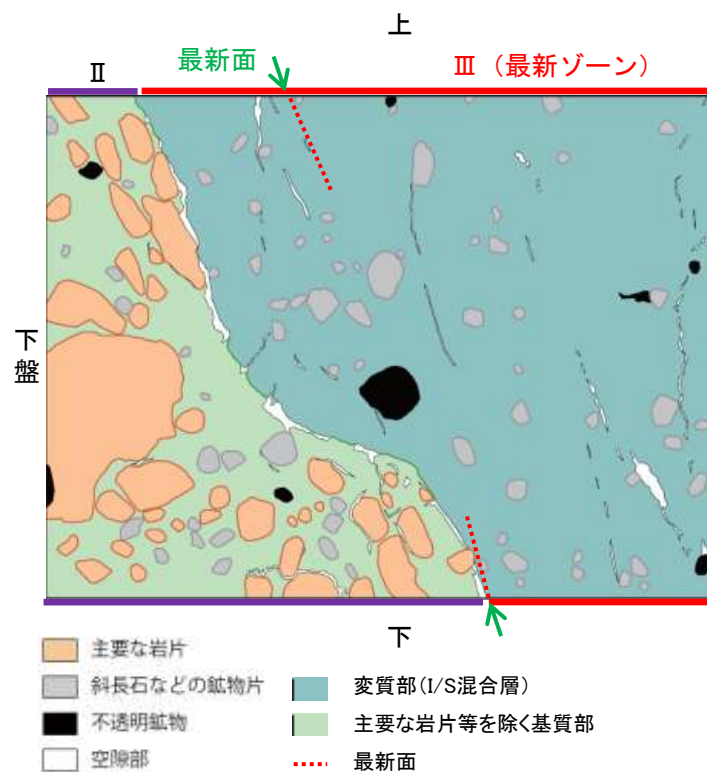 上
Ⅱ
最新面
Ⅲ（最新ゾーン）
下盤
下
主要な岩片
斜長石などの鉱物片
不透明鉱物
空隙部
変質部(I/S混合層)
主要な岩片等を除く基質部
最新面